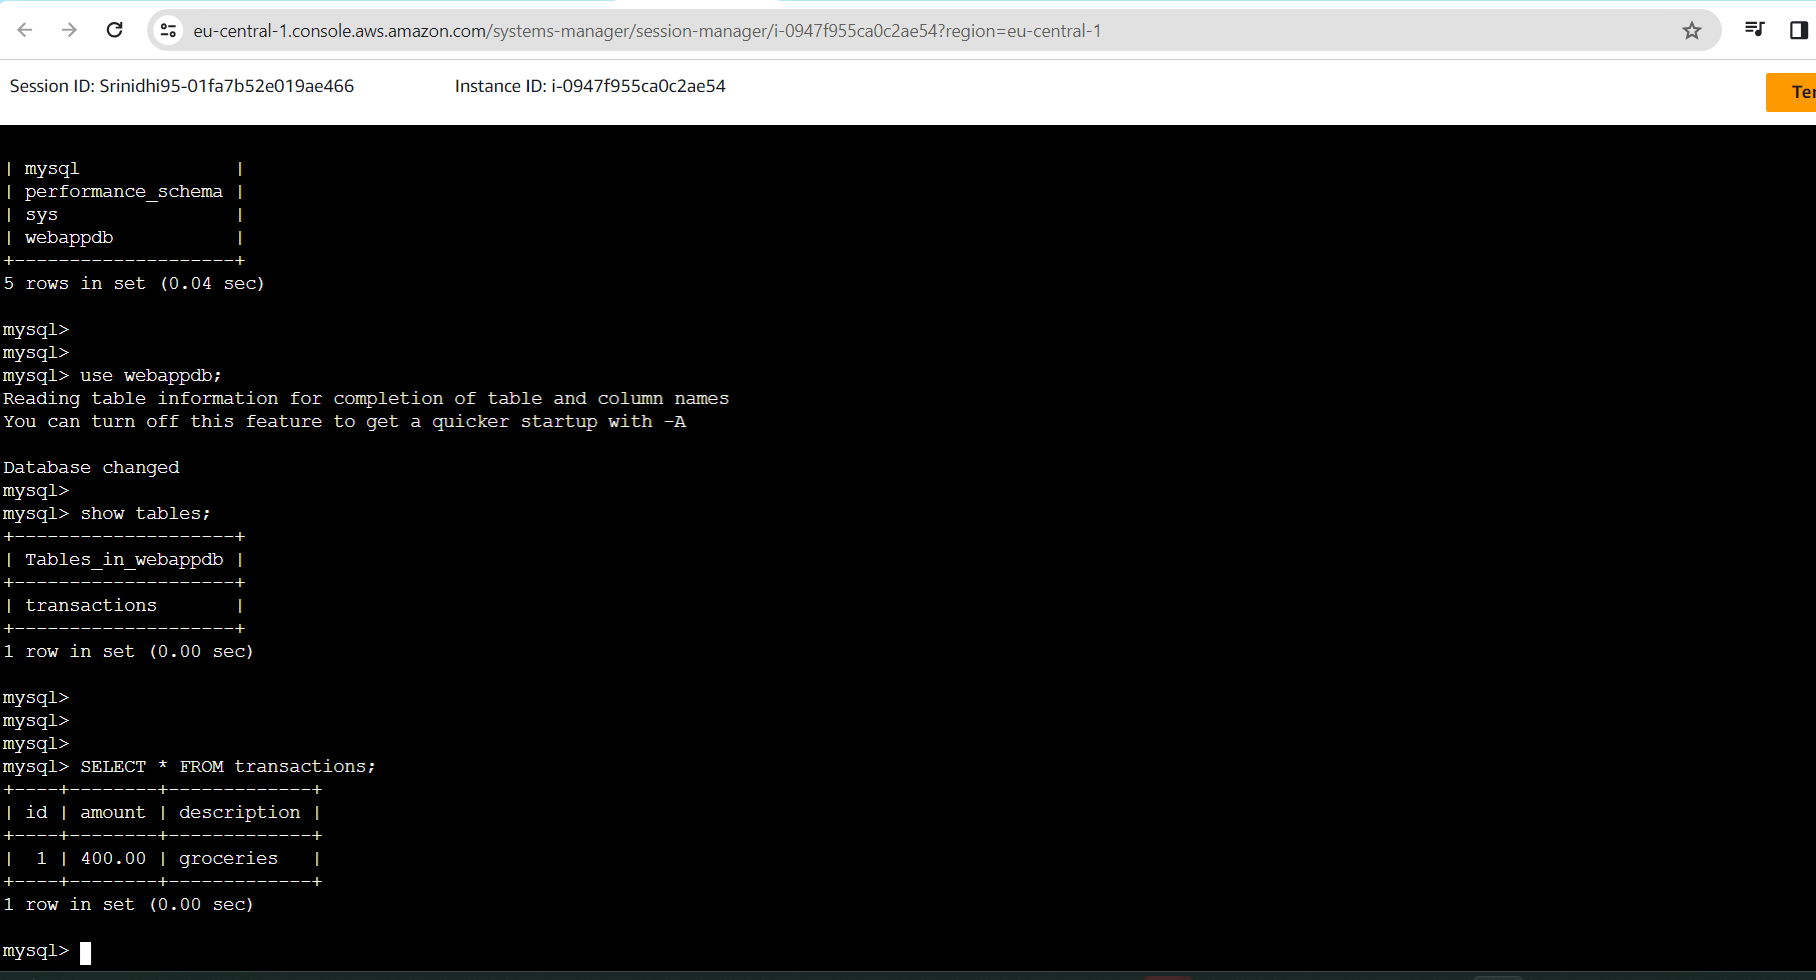 eu-central-1.console.aws.amazon.com/systems-manager/session-manager/i-0947f955ca0c2ae54?region=eu-central-1
Session ID: Srinidhi95-01fa7b52e019ae466 Instance ID: i-0947f955ca0c2ae54
| mysql              |
| performance_schema |
| sys                |
| webappdb           |
+--------------------+
5 rows in set (0.04 sec)
mysql>
mysql>
mysql> use webappdb;
Reading table information for completion of table and column names
You can turn off this feature to get a quicker startup with -A
Database changed
mysql>
mysql> show tables;
+--------------------+
| Tables_in_webappdb |
+--------------------+
| transactions       |
+--------------------+
1 row in set (0.00 sec)
mysql>
mysql>
mysql>
mysql> SELECT * FROM transactions;
+----+--------+-------------+
| id | amount | description |
+----+--------+-------------+
|  1 | 400.00 | groceries   |
+----+--------+-------------+
1 row in set (0.00 sec)
mysql>